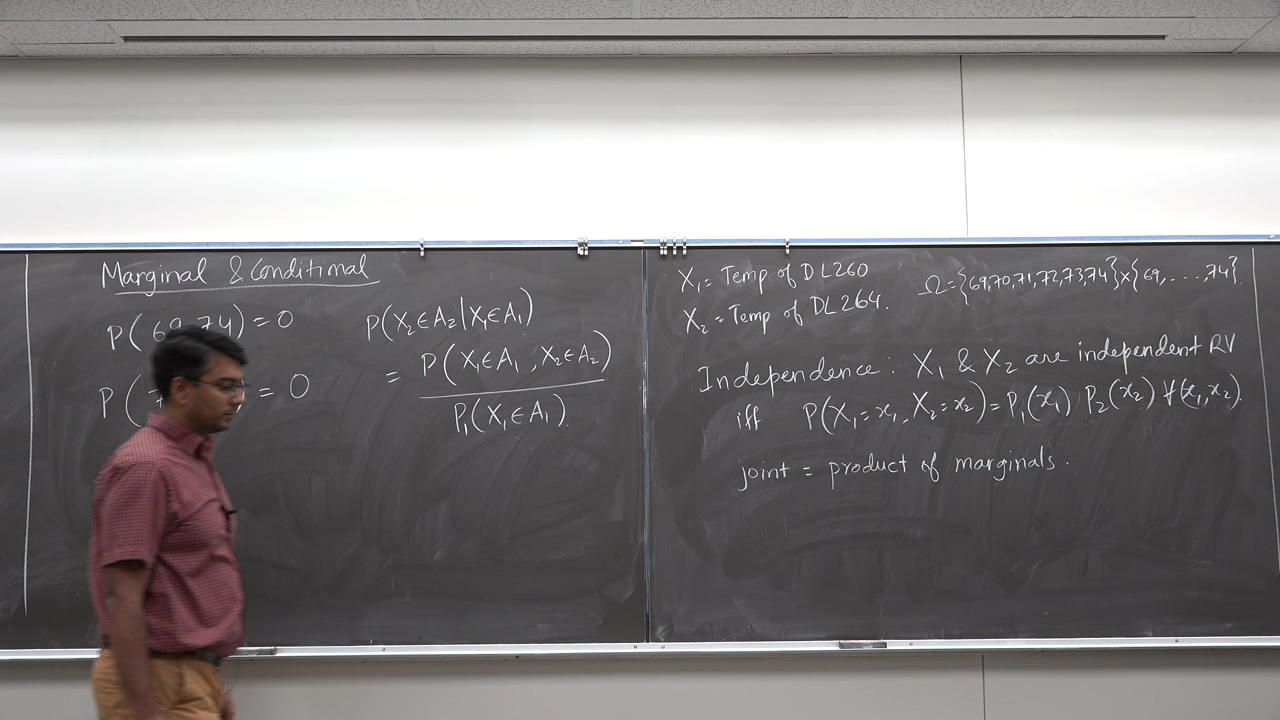 Marginal & Conditional
P(69,74) = 0
P( = 0
P(X₂∈A₂|X₁∈A₁)
= P(X₁∈A₁, X₂∈A₂)
P₁(X₁∈A₁).
X₁ = Temp of DL260
X₂ = Temp of DL264.
Ω = {69,70,71,72,73,74}x{69, ...., 74}.
Independence: X₁ & X₂ are independent RV
iff P(X₁=x₁, X₂=x₂) = P₁(x₁) P₂(x₂) ∀(x₁,x₂).
joint = product of marginals.